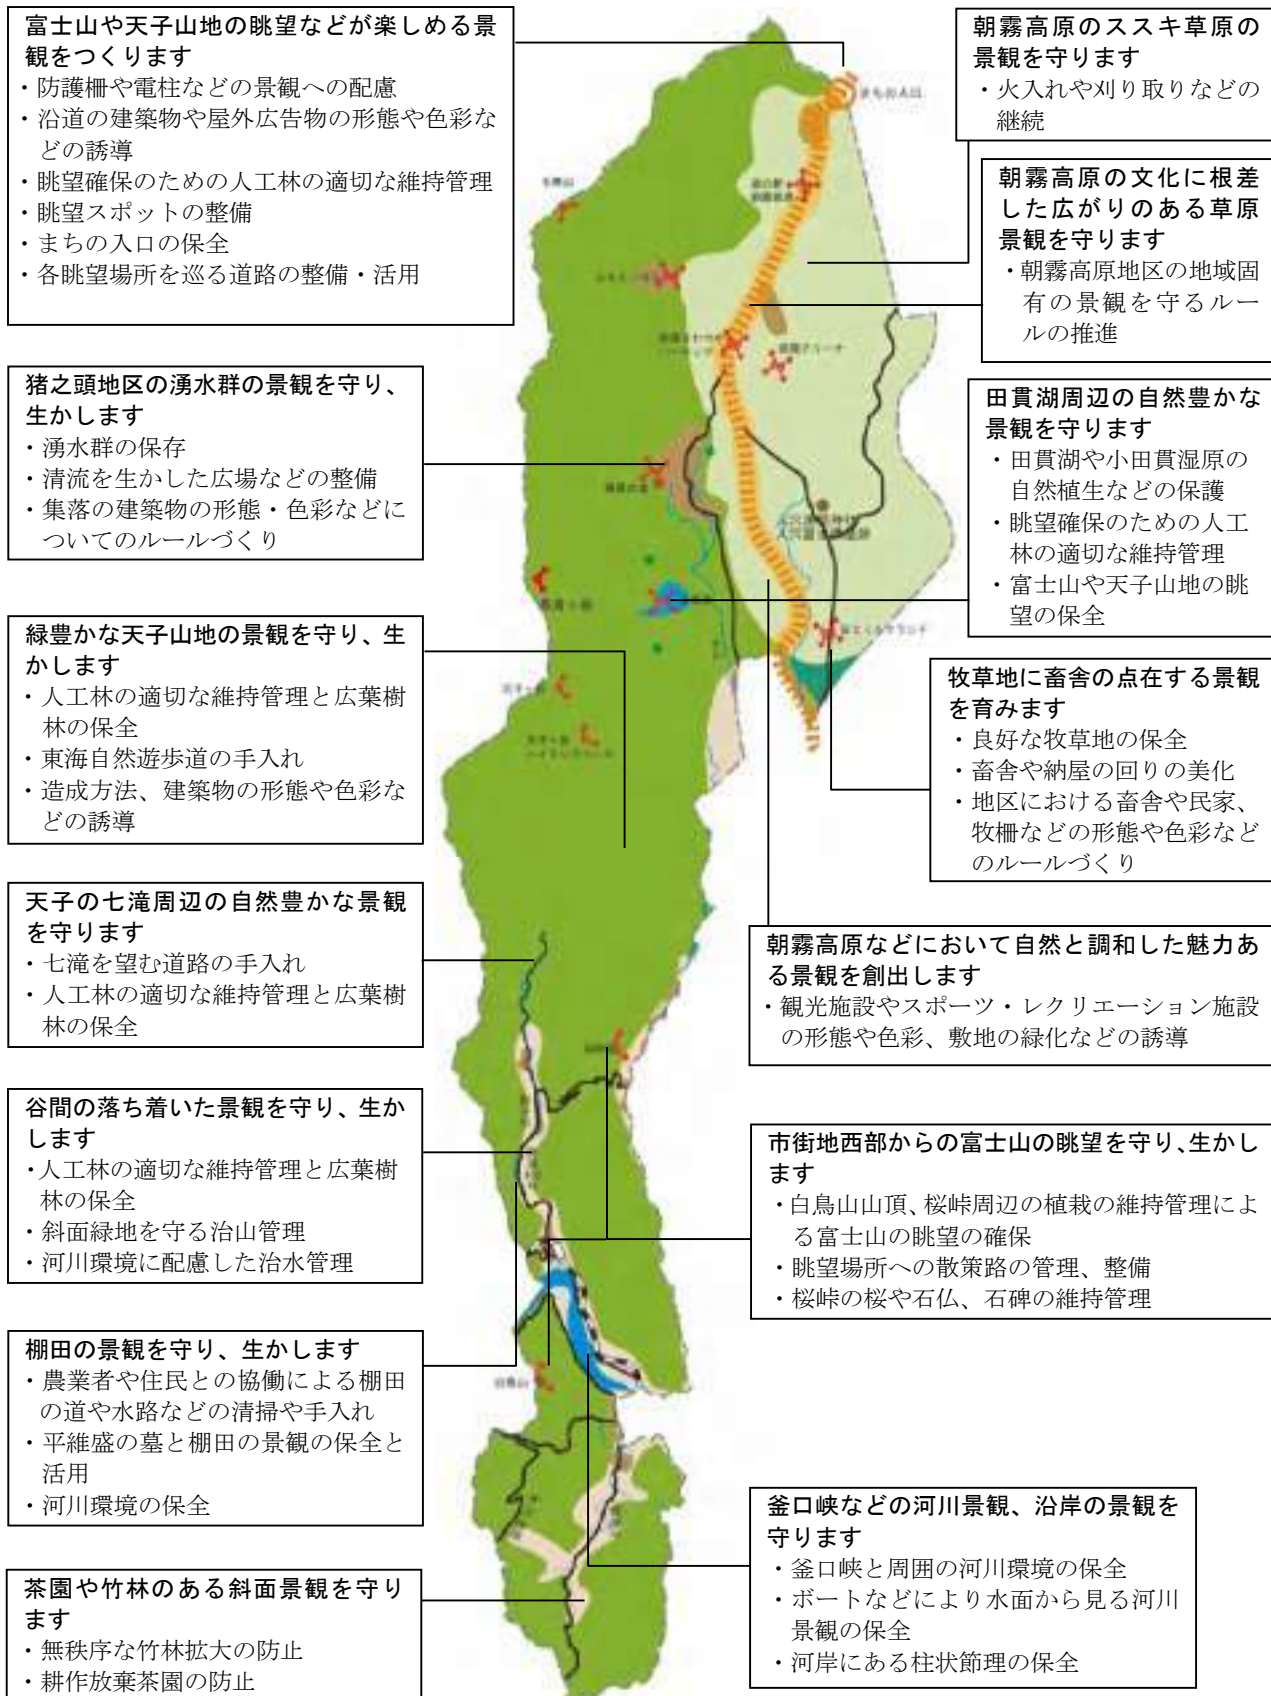 富士山や天子山地の眺望などが楽しめる景
観をつくります
・防護柵や電柱などの景観への配慮
・沿道の建築物や屋外広告物の形態や色彩な
どの誘導
・眺望確保のための人工林の適切な維持管理
・眺望スポットの整備
・まちの入口の保全
・各眺望場所を巡る道路の整備・活用
猪之頭地区の湧水群の景観を守り、
生かします
・湧水群の保存
・清流を生かした広場などの整備
・集落の建築物の形態・色彩などに
ついてのルールづくり
緑豊かな天子山地の景観を守り、生
かします
・人工林の適切な維持管理と広葉樹
林の保全
・東海自然遊歩道の手入れ
・造成方法、建築物の形態や色彩な
どの誘導
天子の七滝周辺の自然豊かな景観
を守ります
・七滝を望む道路の手入れ
・人工林の適切な維持管理と広葉樹
林の保全
谷間の落ち着いた景観を守り、生か
します
・人工林の適切な維持管理と広葉樹
林の保全
・斜面緑地を守る治山管理
・河川環境に配慮した治水管理
棚田の景観を守り、生かします
・農業者や住民との協働による棚田
の道や水路などの清掃や手入れ
・平維盛の墓と棚田の景観の保全と
活用
・河川環境の保全
茶園や竹林のある斜面景観を守り
ます
・無秩序な竹林拡大の防止
・耕作放棄茶園の防止
まちの入口
朝霧高原のススキ草原の
景観を守ります
・火入れや刈り取りなどの
継続
朝霧高原の文化に根差
した広がりのある草原
景観を守ります
・朝霧高原地区の地域固
有の景観を守るルー
ルの推進
田貫湖周辺の自然豊かな
景観を守ります
・田貫湖や小田貫湿原の
自然植生などの保護
・眺望確保のための人工
林の適切な維持管理
・富士山や天子山地の眺
望の保全
牧草地に畜舎の点在する景観
を育みます
・良好な牧草地の保全
・畜舎や納屋の回りの美化
・地区における畜舎や民家、
牧柵などの形態や色彩など
のルールづくり
朝霧高原などにおいて自然と調和した魅力あ
る景観を創出します
・観光施設やスポーツ・レクリエーション施設
の形態や色彩、敷地の緑化などの誘導
市街地西部からの富士山の眺望を守り、生かし
ます
・白鳥山山頂、桜峠周辺の植栽の維持管理によ
る富士山の眺望の確保
・眺望場所への散策路の管理、整備
・桜峠の桜や石仏、石碑の維持管理
釜口峡などの河川景観、沿岸の景観を
守ります
・釜口峡と周囲の河川環境の保全
・ボートなどにより水面から見る河川
景観の保全
・河岸にある柱状節理の保全